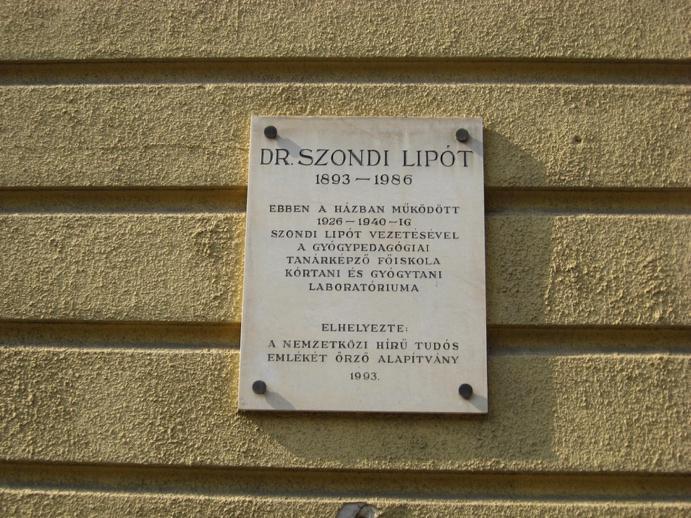 DR. SZONDI LIPÓT
1893 – 1986
EBBEN A HÁZBAN MŰKÖDÖTT
1926 – 1940 - IG
SZONDI LIPÓT VEZETÉSÉVEL
A GYÓGYPEDAGÓGIAI
TANÁRKÉPZŐ FŐISKOLA
KÓRTANI ÉS GYÓGYTANI
LABORATÓRIUMA
ELHELYEZTE:
A NEMZETKÖZI HÍRŰ TUDÓS
EMLÉKÉT ŐRZŐ ALAPÍTVÁNY
1993.